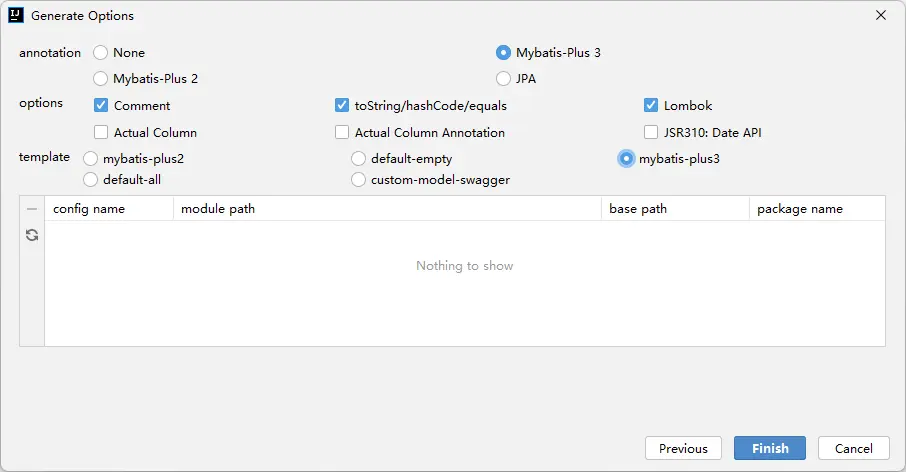 IJ Generate Options
annotation None Mybatis-Plus 3
Mybatis-Plus 2 JPA
options Comment toString/hashCode/equals Lombok
Actual Column Actual Column Annotation JSR310: Date API
template mybatis-plus2 default-empty mybatis-plus3
default-all custom-model-swagger
config name module path base path package name
Nothing to show
Previous Finish Cancel